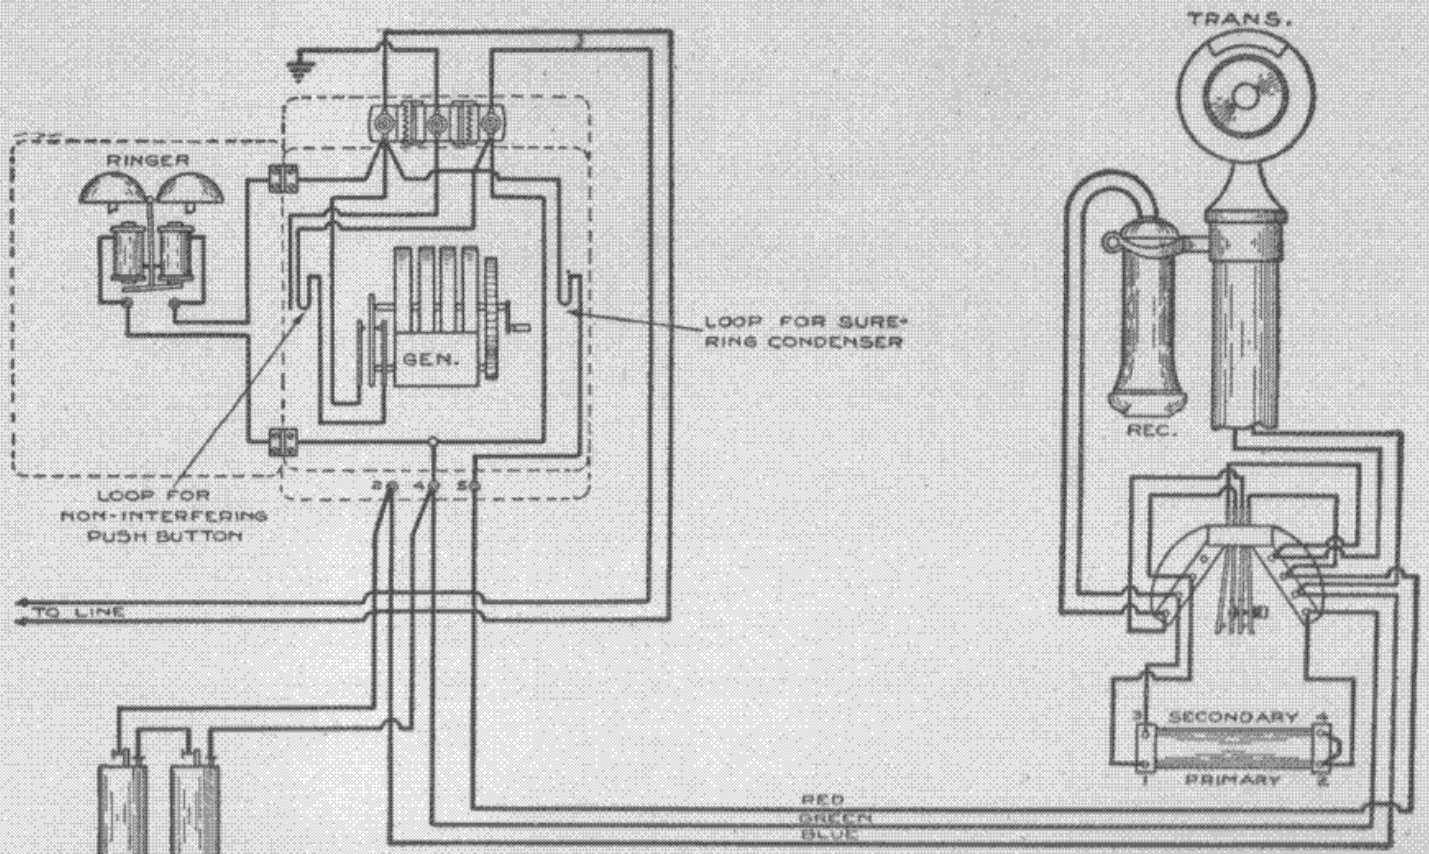 TRANS.
RINGER
GEN.
LOOP FOR SURE-
RING CONDENSER
REC.
2 4 5
LOOP FOR
NON-INTERFERING
PUSH BUTTON
TO LINE
3 SECONDARY 4
1 PRIMARY 2
RED
GREEN
BLUE